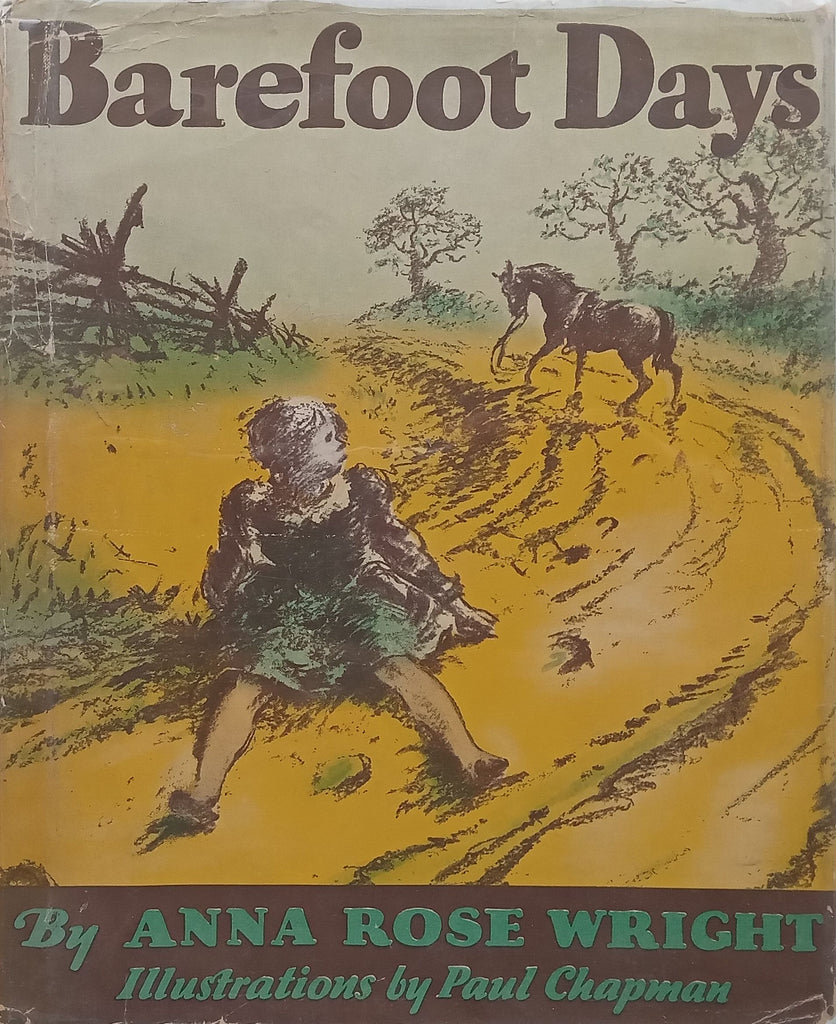 Barefoot Days
By ANNA ROSE WRIGHT
Illustrations by Paul Chapman